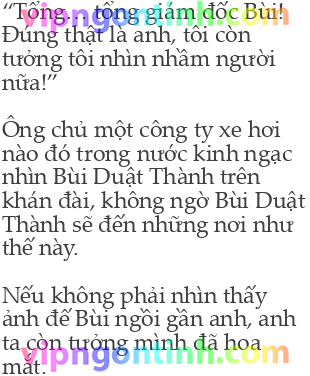 “Tổng... tổng giám đốc Bùi!
Đúng thật là anh, tôi còn
tưởng tôi nhìn nhầm người
nữa!”
Ông chủ một công ty xe hơi
nào đó trong nước kinh ngạc
nhìn Bùi Duật Thành trên
khán đài, không ngờ Bùi Duật
Thành sẽ đến những nơi như
thế này.
Nếu không phải nhìn thấy
ảnh đế Bùi ngồi gần anh, anh
ta còn tưởng mình đã hoa
mắt.
vipngontinh.com
vipngontinh.com